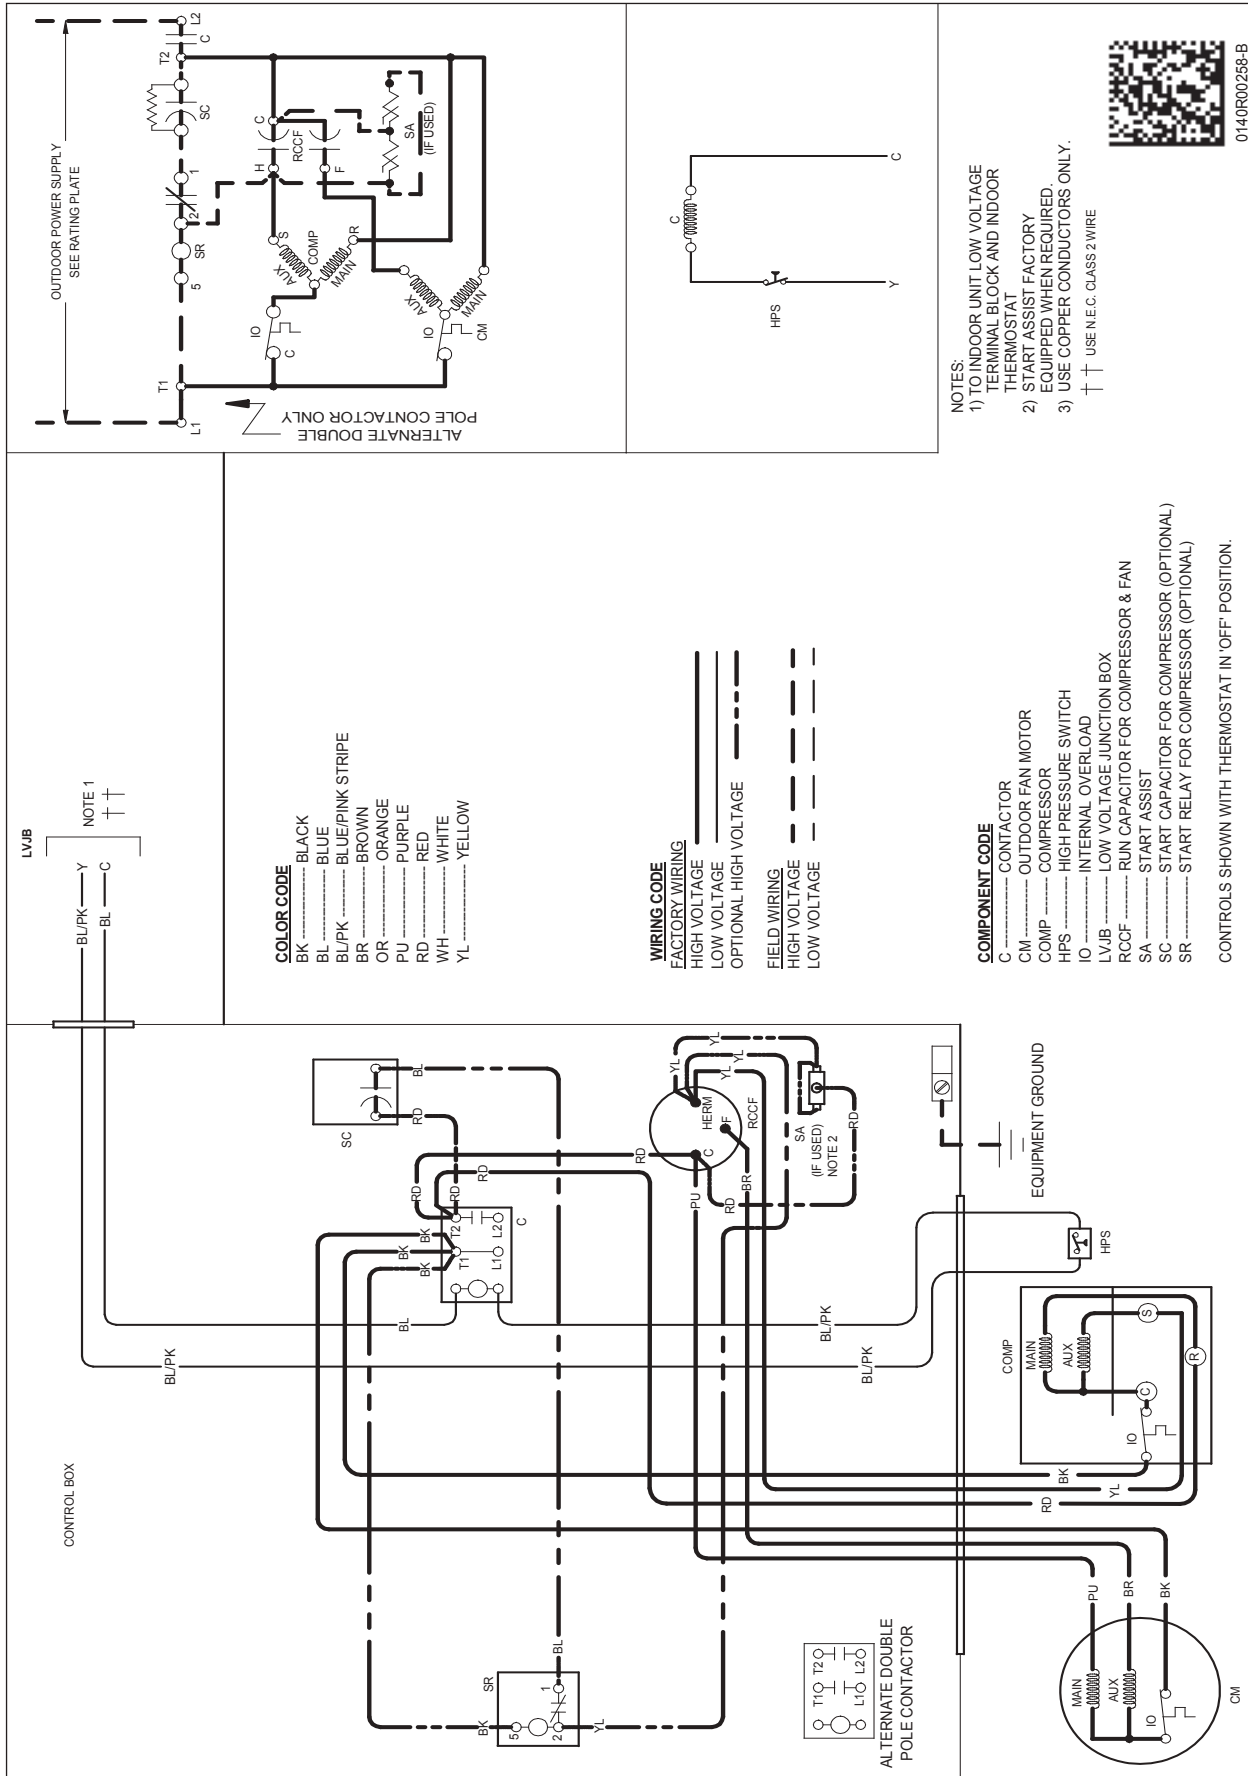 CONTROL BOX
LVJB
BL/PK
Y
BL
C
NOTE 1
BL/PK
BL
BL/PK
BL/PK
SC
RD
BL
BK
BK
BK
T2
T1
L2
L1
C
RD
RD
RD
RD
SR
BK
5
1
2
BL
YL
YL
YL
YL
YL
HERM
F
C
RCCF
PU
BR
RD
RD
SA
(IF USED)
NOTE 2
HPS
EQUIPMENT GROUND
COMP
MAIN
AUX
S
R
C
IO
BK
YL
RD
ALTERNATE DOUBLE
POLE CONTACTOR
T1
T2
L1
L2
PU
BR
BK
MAIN
AUX
IO
CM
COLOR CODE
BK ---------- BLACK
BL ---------- BLUE
BL/PK ------- BLUE/PINK STRIPE
BR ---------- BROWN
OR ---------- ORANGE
PU ---------- PURPLE
RD ---------- RED
WH ---------- WHITE
YL ---------- YELLOW
WIRING CODE
FACTORY WIRING
HIGH VOLTAGE
LOW VOLTAGE
OPTIONAL HIGH VOLTAGE
FIELD WIRING
HIGH VOLTAGE
LOW VOLTAGE
COMPONENT CODE
C ---------- CONTACTOR
CM ---------- OUTDOOR FAN MOTOR
COMP ------- COMPRESSOR
HPS ---------- HIGH PRESSURE SWITCH
IO ---------- INTERNAL OVERLOAD
LVJB ---------- LOW VOLTAGE JUNCTION BOX
RCCF ------- RUN CAPACITOR FOR COMPRESSOR & FAN
SA ---------- START ASSIST
SC ---------- START CAPACITOR FOR COMPRESSOR (OPTIONAL)
SR ---------- START RELAY FOR COMPRESSOR (OPTIONAL)
CONTROLS SHOWN WITH THERMOSTAT IN 'OFF' POSITION.
OUTDOOR POWER SUPPLY
SEE RATING PLATE
L1
T1
5
SR
2
1
SC
T2
C
L2
ALTERNATE DOUBLE
POLE CONTACTOR ONLY
C
IO
AUX
S
COMP
MAIN
R
H
C
RCCF
F
SA
(IF USED)
IO
AUX
MAIN
CM
C
HPS
Y
C
NOTES:
1) TO INDOOR UNIT LOW VOLTAGE
TERMINAL BLOCK AND INDOOR
THERMOSTAT
2) START ASSIST FACTORY
EQUIPPED WHEN REQUIRED.
3) USE COPPER CONDUCTORS ONLY.
†† USE N.E.C. CLASS 2 WIRE
0140R00258-B